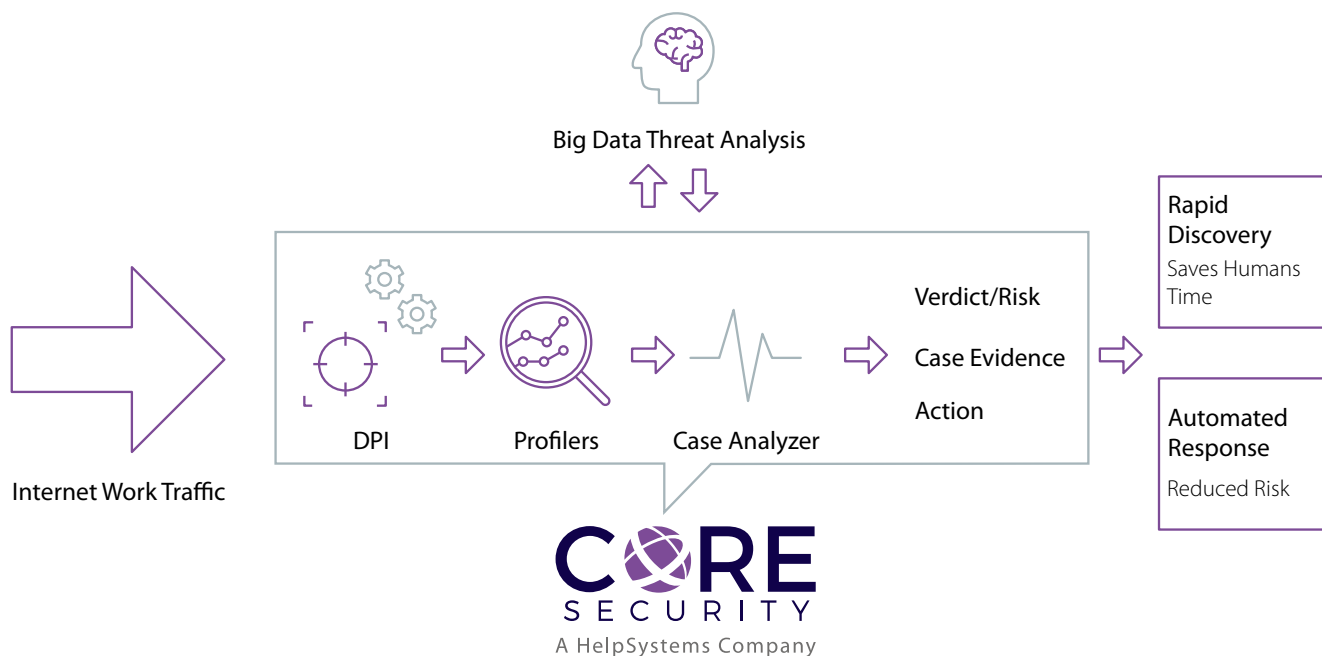 Big Data Threat Analysis
Internet Work Traffic
DPI
Profilers
Case Analyzer
Verdict/Risk
Case Evidence
Action
Rapid
Discovery
Saves Humans
Time
Automated
Response
Reduced Risk
CORE
SECURITY
A HelpSystems Company